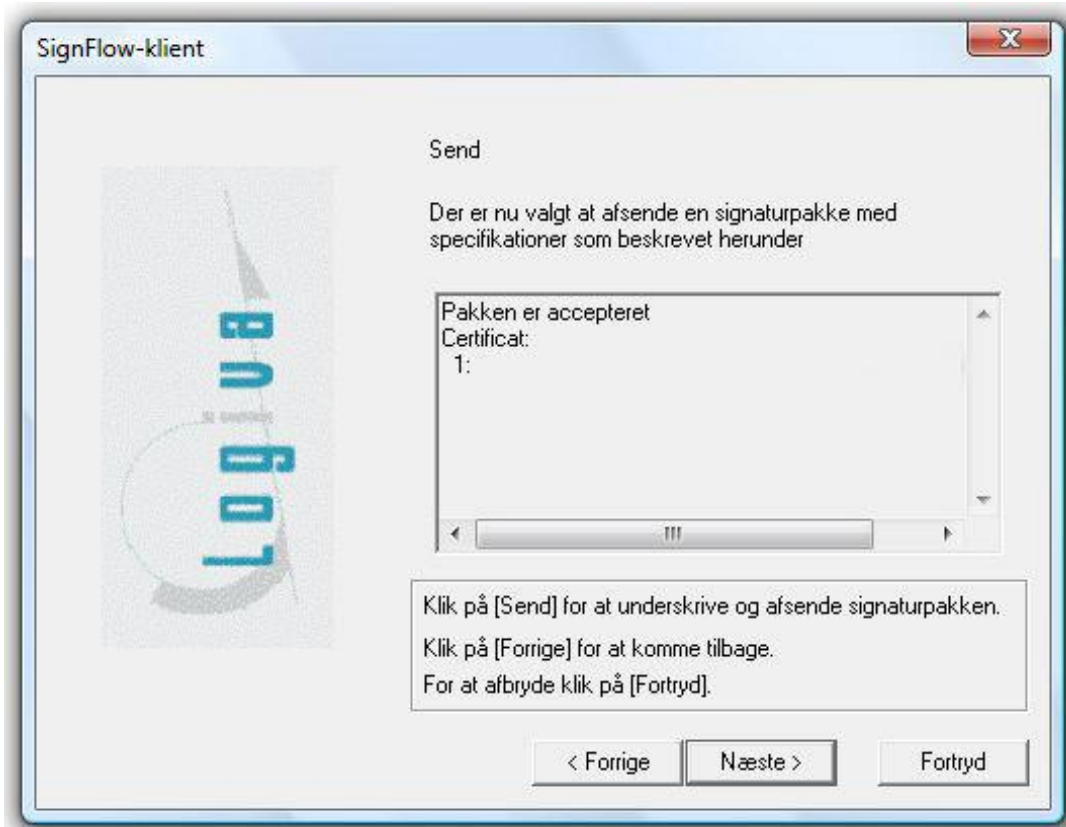 SignFlow-klient
Logiva
Send
Der er nu valgt at afsende en signaturpakke med
specifikationer som beskrevet herunder
Pakken er accepteret
Certificat:
1:
Klik på [Send] for at underskrive og afsende signaturpakken.
Klik på [Forrige] for at komme tilbage.
For at afbryde klik på [Fortryd].
< Forrige
Næste >
Fortryd